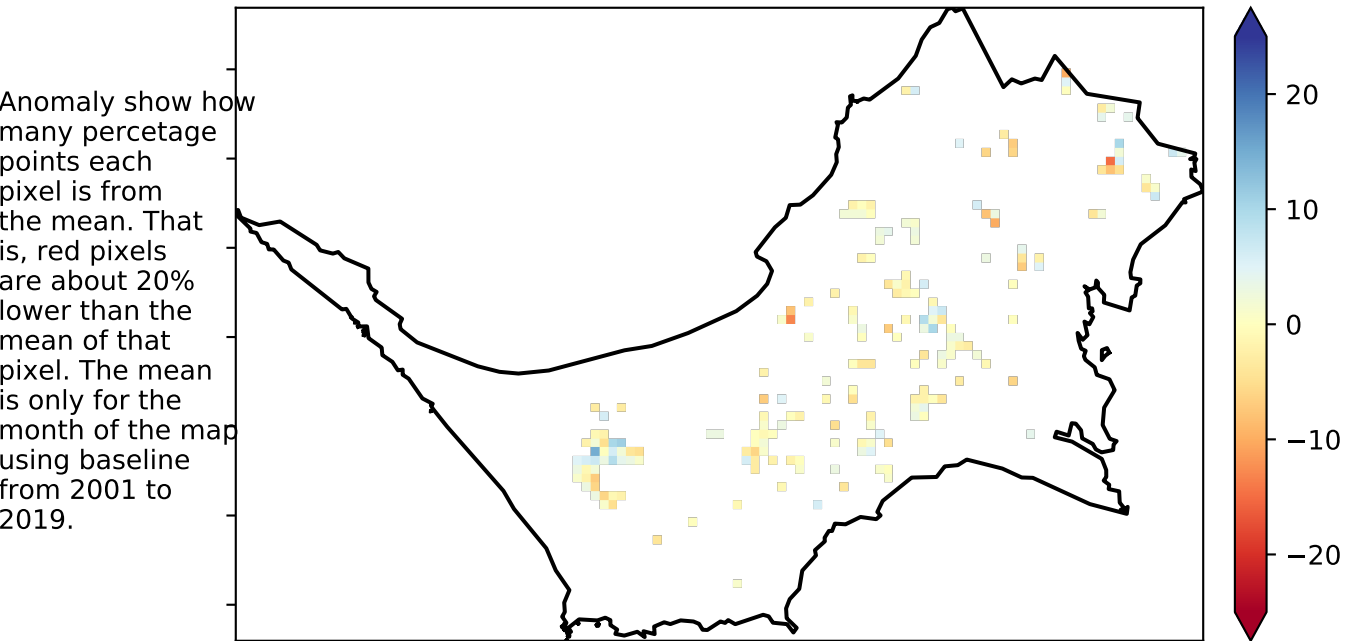 Anomaly show how
many percetage
points each
pixel is from
the mean. That
is, red pixels
are about 20%
lower than the
mean of that
pixel. The mean
is only for the
month of the map
using baseline
from 2001 to
2019.
20
10
0
−10
−20